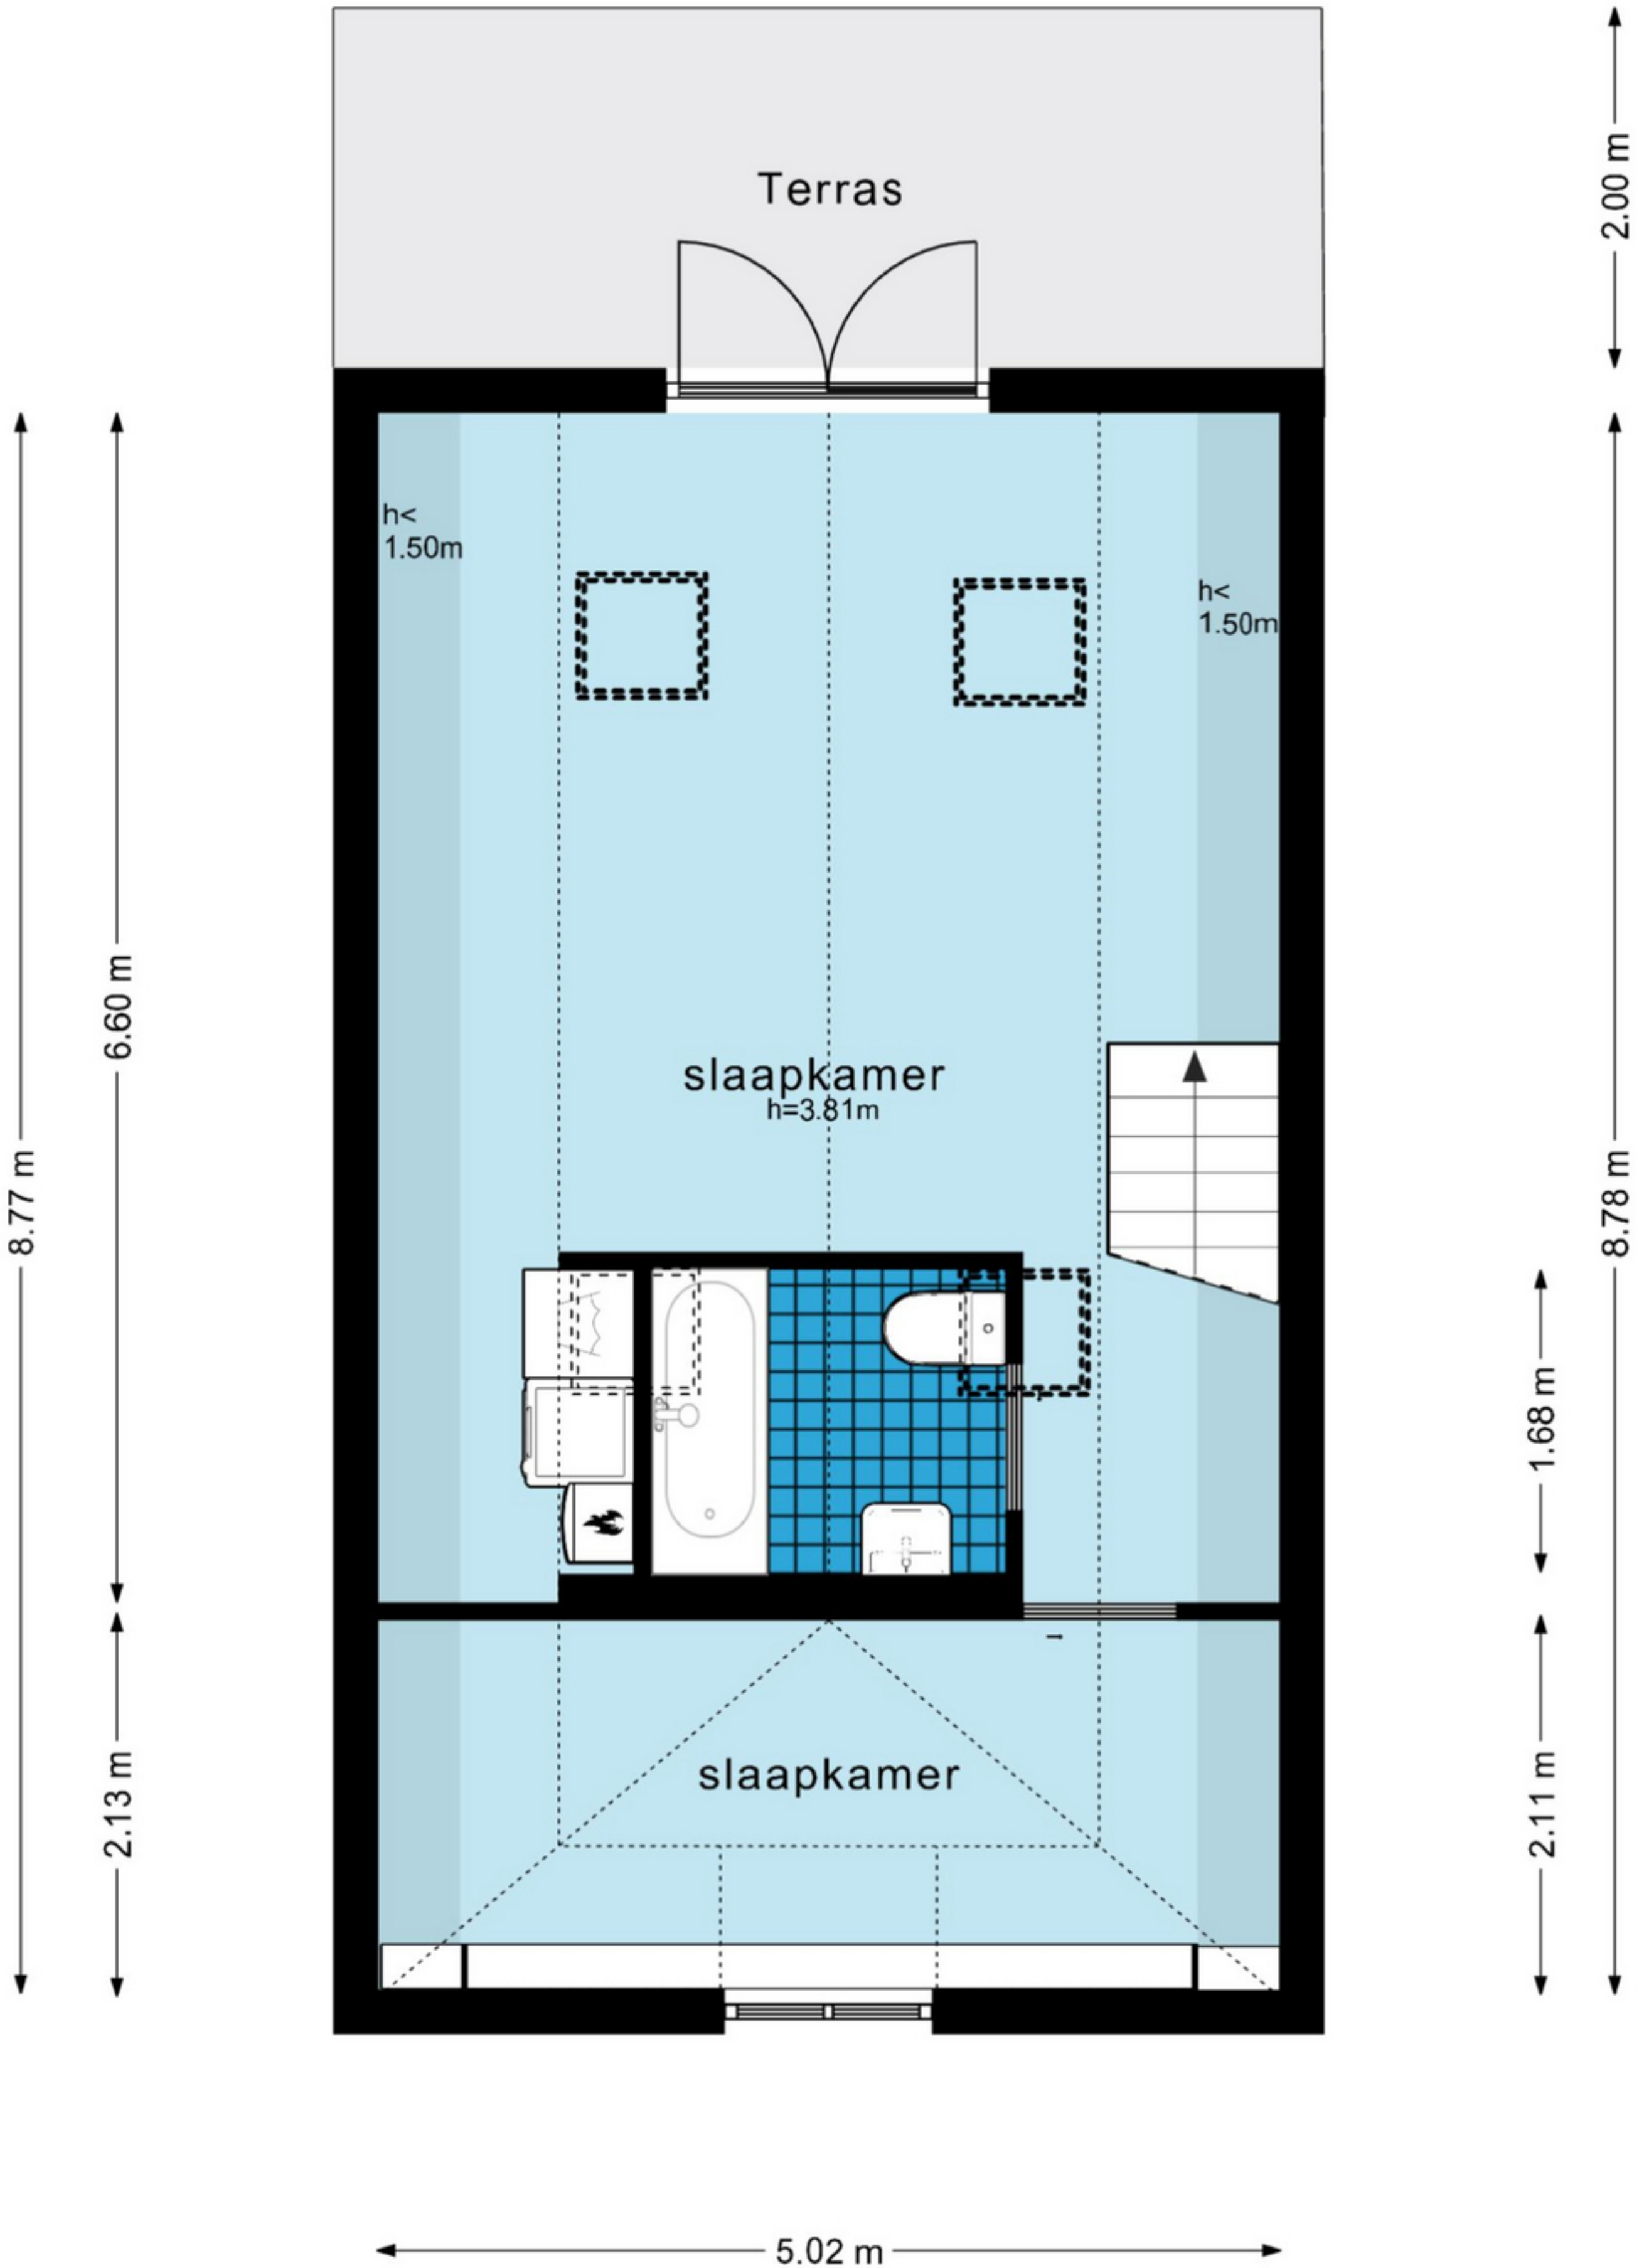 Terras
2.00 m
h<
1.50m
h<
1.50m
6.60 m
8.77 m
8.78 m
slaapkamer
h=3.81m
1.68 m
slaapkamer
2.13 m
2.11 m
5.02 m